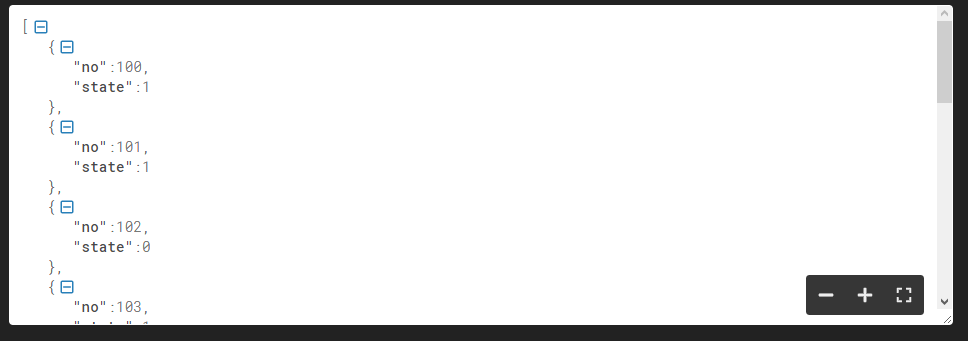 [
{
"no":100,
"state":1
},
{
"no":101,
"state":1
},
{
"no":102,
"state":0
},
{
"no":103,